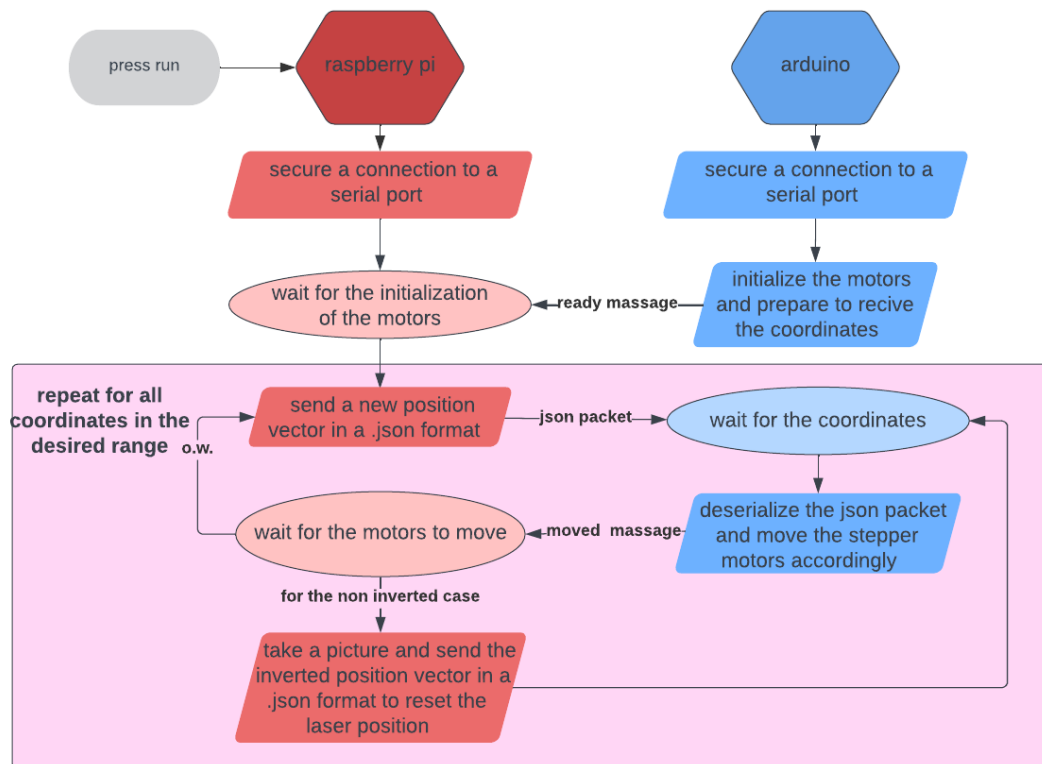 press run
raspberry pi
arduino
secure a connection to a
serial port
secure a connection to a
serial port
wait for the initialization
of the motors
ready massage
initialize the motors
and prepare to recive
the coordinates
repeat for all
coordinates in the
desired range
o.w.
send a new position
vector in a .json format
json packet
wait for the coordinates
wait for the motors to move
moved massage
deserialize the json packet
and move the stepper
motors accordingly
for the non inverted case
take a picture and send the
inverted position vector in a
.json format to reset the
laser position